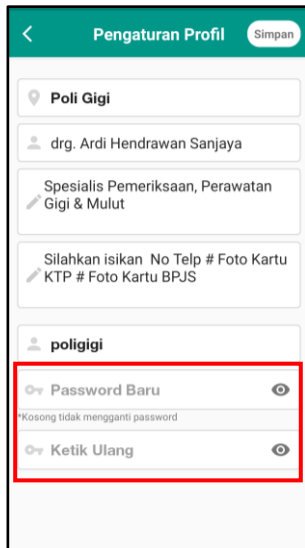 Pengaturan Profil
Simpan
Poli Gigi
drg. Ardi Hendrawan Sanjaya
Spesialis Pemeriksaan, Perawatan
Gigi & Mulut
Silahkan isikan No Telp # Foto Kartu
KTP # Foto Kartu BPJS
poligigi
Password Baru
*Kosong tidak mengganti password
Ketik Ulang